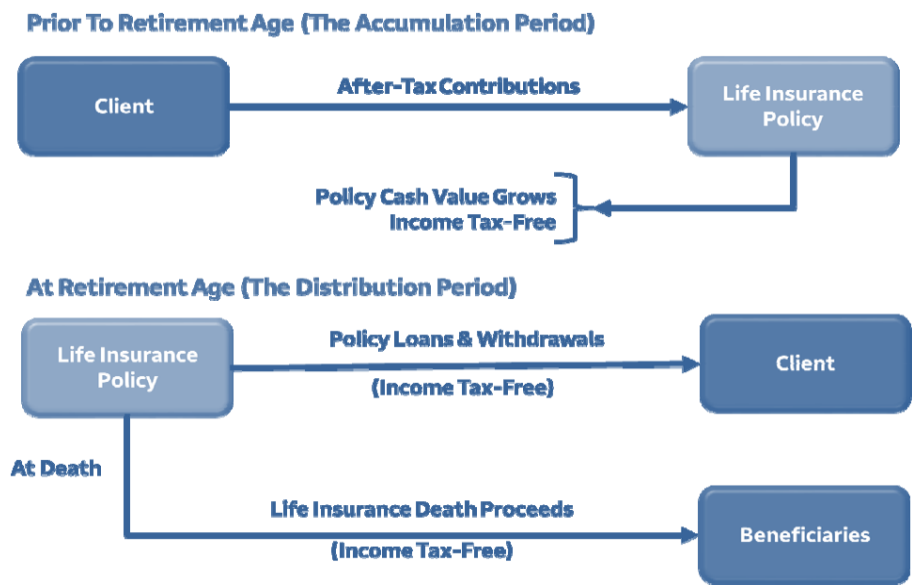 Prior To Retirement Age (The Accumulation Period)
Client
After-Tax Contributions
Life Insurance
Policy
Policy Cash Value Grows
Income Tax-Free
At Retirement Age (The Distribution Period)
Life Insurance
Policy
Policy Loans & Withdrawals
(Income Tax-Free)
Client
At Death
Life Insurance Death Proceeds
(Income Tax-Free)
Beneficiaries